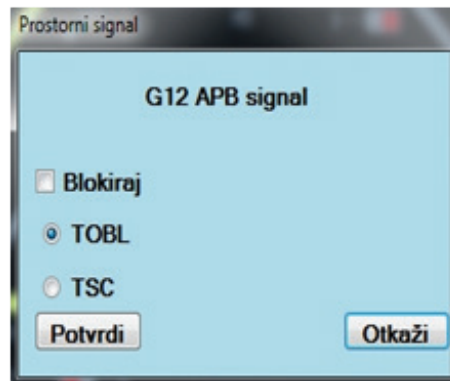 Prostorni signal
G12 APB signal
Blokiraj
TOBL
TSC
Potvrdi
Otkaži